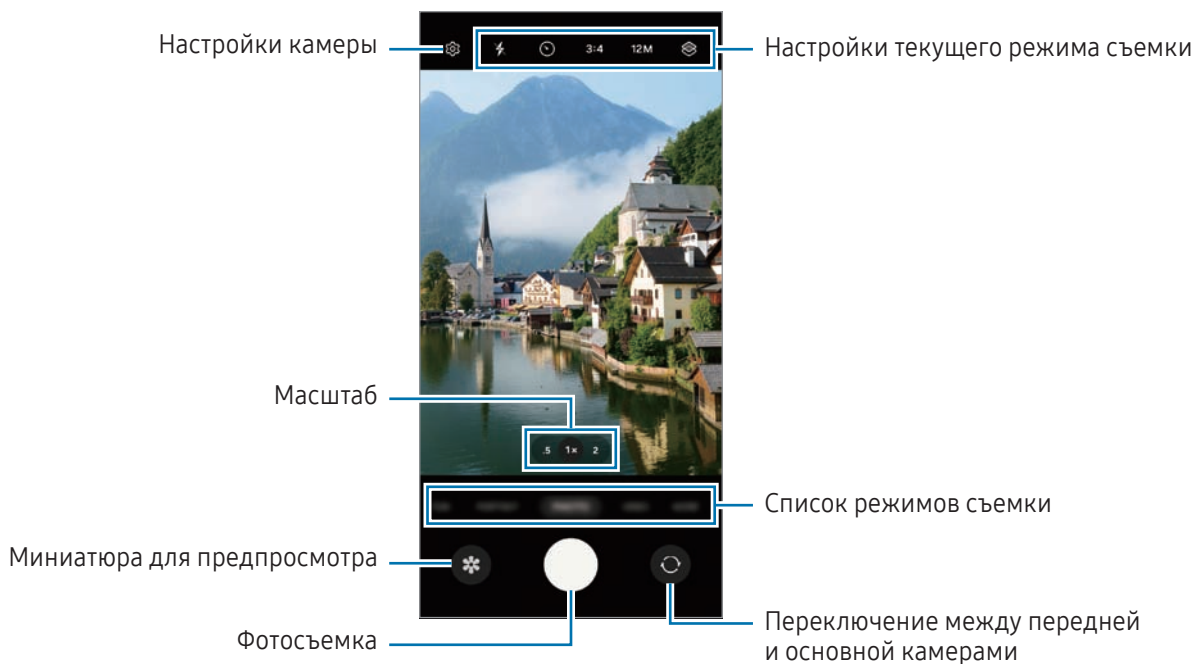 Настройки камеры
3:4
12M
Настройки текущего режима съемки
Масштаб
.5 1x 2
Список режимов съемки
Миниатюра для предпросмотра
Фотосъемка
Переключение между передней
и основной камерами